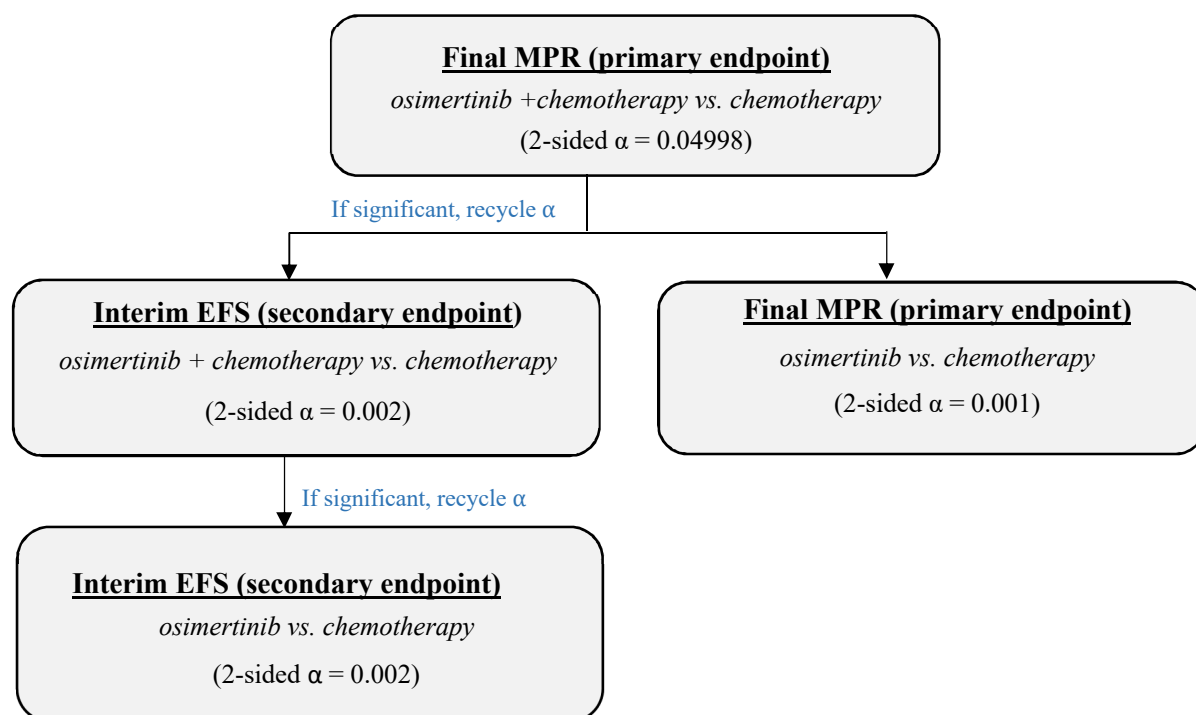 Final MPR (primary endpoint)
osimertinib +chemotherapy vs. chemotherapy
(2-sided α = 0.04998)
If significant, recycle α
Interim EFS (secondary endpoint)
osimertinib + chemotherapy vs. chemotherapy
(2-sided α = 0.002)
Final MPR (primary endpoint)
osimertinib vs. chemotherapy
(2-sided α = 0.001)
If significant, recycle α
Interim EFS (secondary endpoint)
osimertinib vs. chemotherapy
(2-sided α = 0.002)